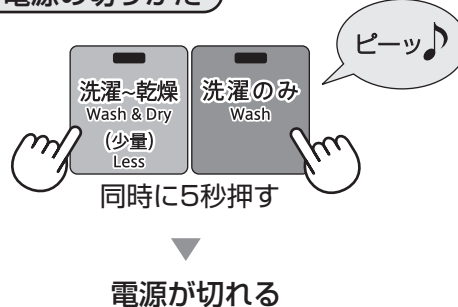 電源の切りかた
ピーッ♪
洗濯~乾燥
Wash & Dry
(少量)
Less
洗濯のみ
Wash
同時に5秒押す
電源が切れる